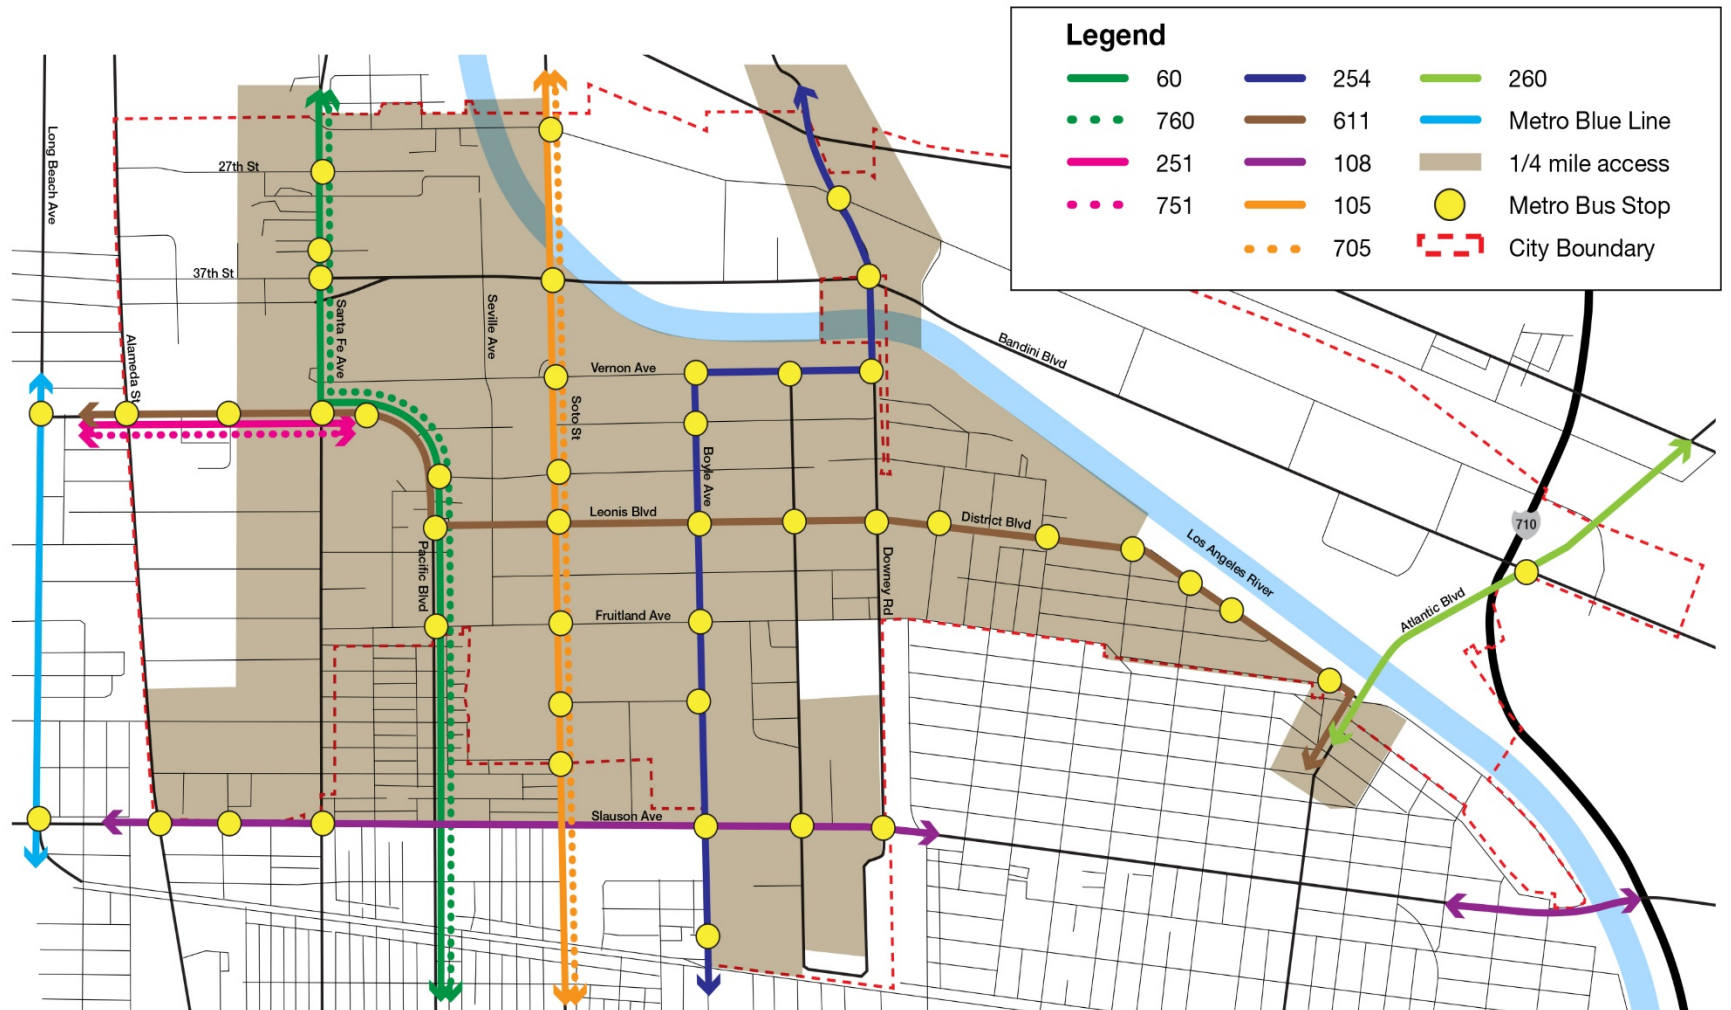 Legend
60
760
251
751
254
611
108
105
705
260
Metro Blue Line
1/4 mile access
Metro Bus Stop
City Boundary
Long Beach Ave
27th St
37th St
Alameda St
Santa Fe Ave
Seville Ave
Vernon Ave
Soto St
Boyle Ave
Bandini Blvd
Leonis Blvd
District Blvd
Los Angeles River
710
Pacific Blvd
Downey Rd
Fruitland Ave
Atlantic Blvd
Slauson Ave